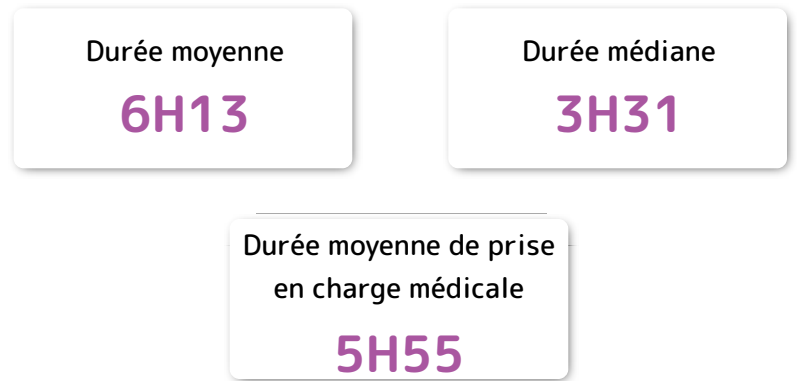 Durée moyenne
6H13
Durée médiane
3H31
Durée moyenne de prise
en charge médicale
5H55